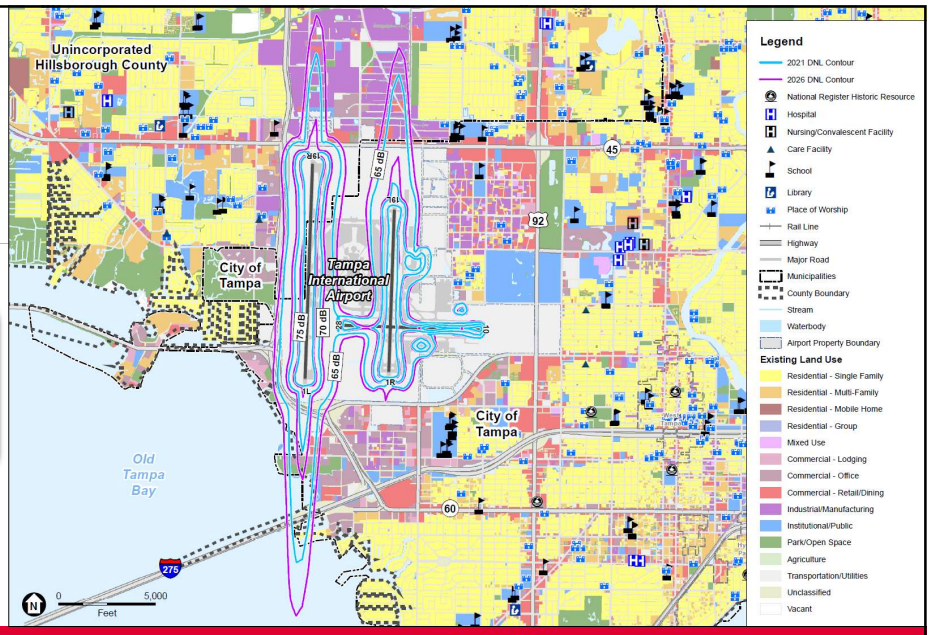 Unincorporated
Hillsborough County
45
92
65 dB
19R
19L
City of
Tampa
Tampa
International
Airport
75 dB
70 dB
65 dB
28
10
1L
1R
City of
Tampa
West
Tampa
Old
Tampa
Bay
60
275
N
0 5,000
Feet
Legend
2021 DNL Contour
2026 DNL Contour
National Register Historic Resource
H Hospital
H Nursing/Convalescent Facility
Care Facility
School
Library
Place of Worship
Rail Line
Highway
Major Road
Municipalities
County Boundary
Stream
Waterbody
Airport Property Boundary
Existing Land Use
Residential - Single Family
Residential - Multi-Family
Residential - Mobile Home
Residential - Group
Mixed Use
Commercial - Lodging
Commercial - Office
Commercial - Retail/Dining
Industrial/Manufacturing
Institutional/Public
Park/Open Space
Agriculture
Transportation/Utilities
Unclassified
Vacant